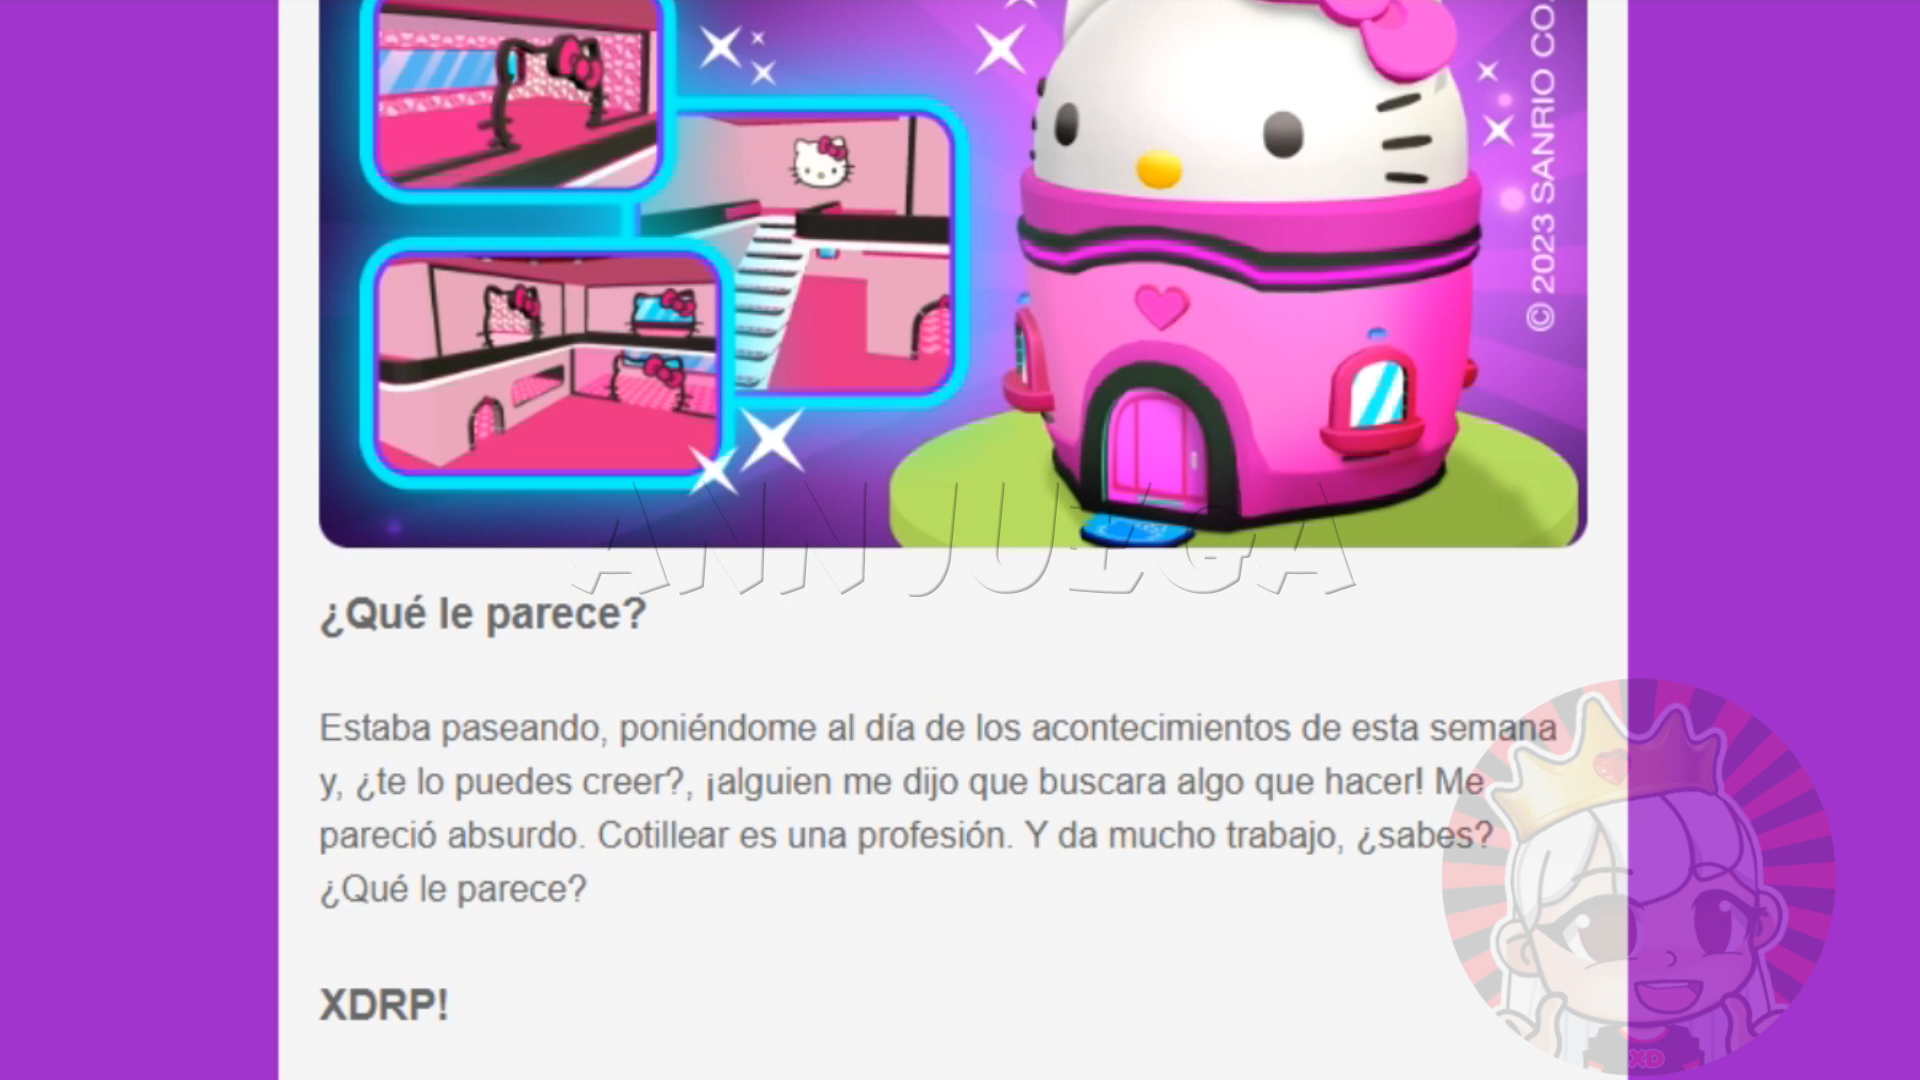 © 2023 SANRIO CO.
ANN JUEGA
¿Qué le parece?
Estaba paseando, poniéndome al día de los acontecimientos de esta semana
y, ¿te lo puedes creer?, ¡alguien me dijo que buscara algo que hacer! Me
pareció absurdo. Cotillear es una profesión. Y da mucho trabajo, ¿sabes?
¿Qué le parece?
XDRP!
XD